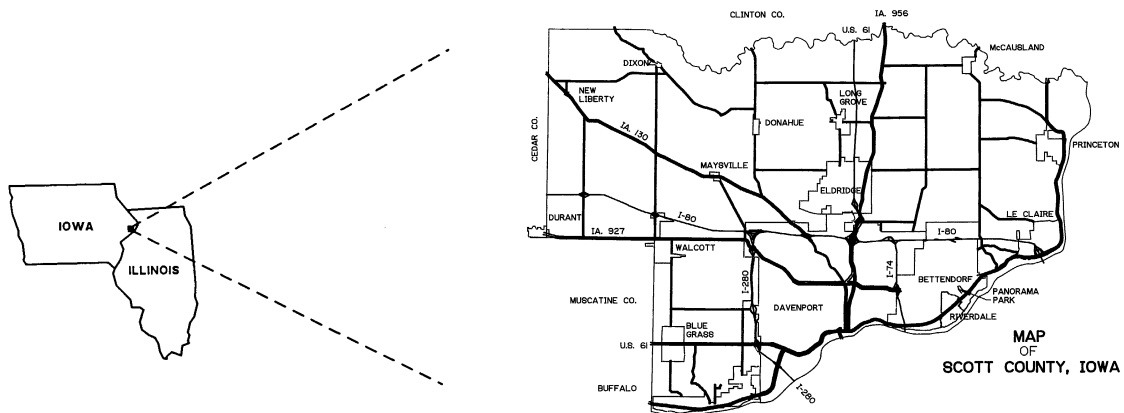 IOWA
ILLINOIS
CLINTON CO.
IA. 956
U.S. 61
McCAUSLAND
DIXON
NEW
LIBERTY
LONG
GROVE
DONAHUE
IA. 130
CEDAR CO.
PRINCETON
MAYSVILLE
ELDRIDGE
DURANT
I-80
LE CLAIRE
IA. 927
I-80
WALCOTT
I-280
I-74
BETTENDORF
MUSCATINE CO.
DAVENPORT
PANORAMA
PARK
RIVERDALE
BLUE
GRASS
U.S. 61
MAP
OF
SCOTT COUNTY, IOWA
BUFFALO
I-280